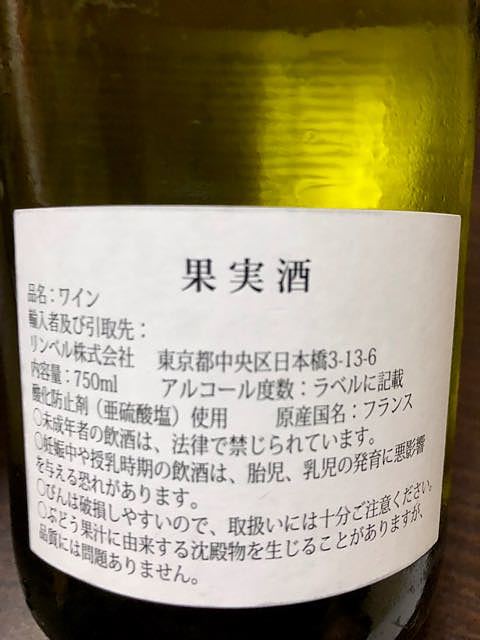 果実酒
品名:ワイン
輸入者及び引取先:
リンベル株式会社 東京都中央区日本橋3-13-6
内容量:750ml アルコール度数:ラベルに記載
酸化防止剤(亜硫酸塩)使用 原産国名:フランス
○未成年者の飲酒は、法律で禁じられています。
○妊娠中や授乳時期の飲酒は、胎児、乳児の発育に悪影響
を与える恐れがあります。
○びんは破損しやすいので、取扱いには十分ご注意ください。
○ぶどう果汁に由来する沈殿物を生じることがありますが、
品質には問題ありません。